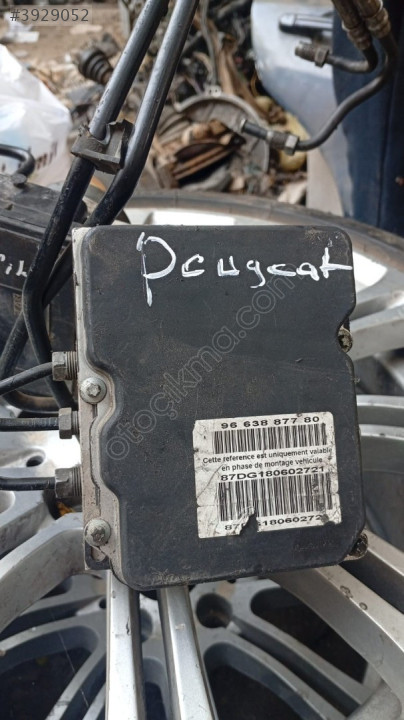 #3929052
Peugeot
otoçıkma.com
96 638 877 80
Cette reference est uniquement valable
en phase de montage vehicule
87DG180602721